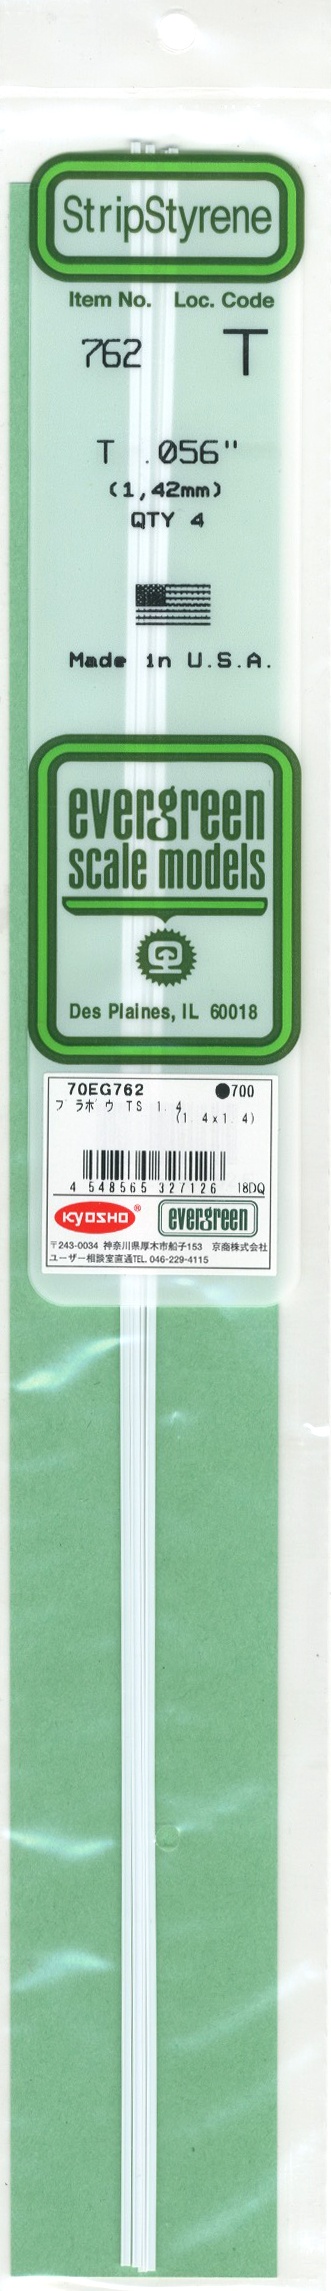 StripStyrene
Item No. Loc. Code
762 T
T .056"
(1,42mm)
QTY 4
Made in U.S.A.
evergreen
scale models
Des Plaines, IL 60018
70EG762 ●700
プラボウ TS 1.4
(1.4x1.4)
4 548565 327126 18DQ
KYOSHO® evergreen
〒243-0034 神奈川県厚木市船子153 京商株式会社
ユーザー相談室直通TEL.046-229-4115